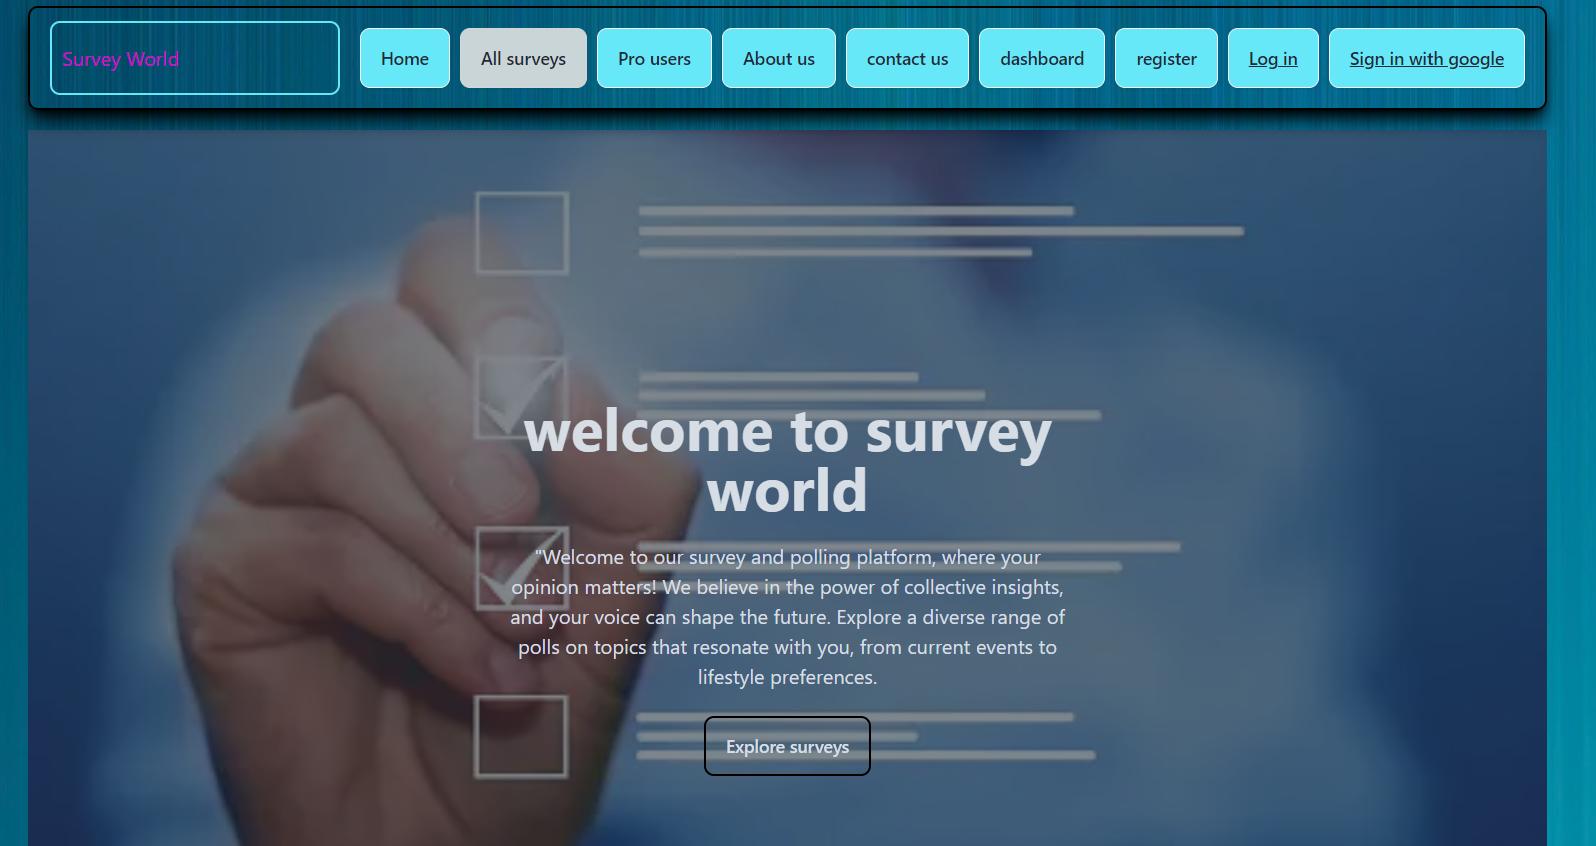 Survey World
Home
All surveys
Pro users
About us
contact us
dashboard
register
Log in
Sign in with google
welcome to survey
world
"Welcome to our survey and polling platform, where your
opinion matters! We believe in the power of collective insights,
and your voice can shape the future. Explore a diverse range of
polls on topics that resonate with you, from current events to
lifestyle preferences.
Explore surveys